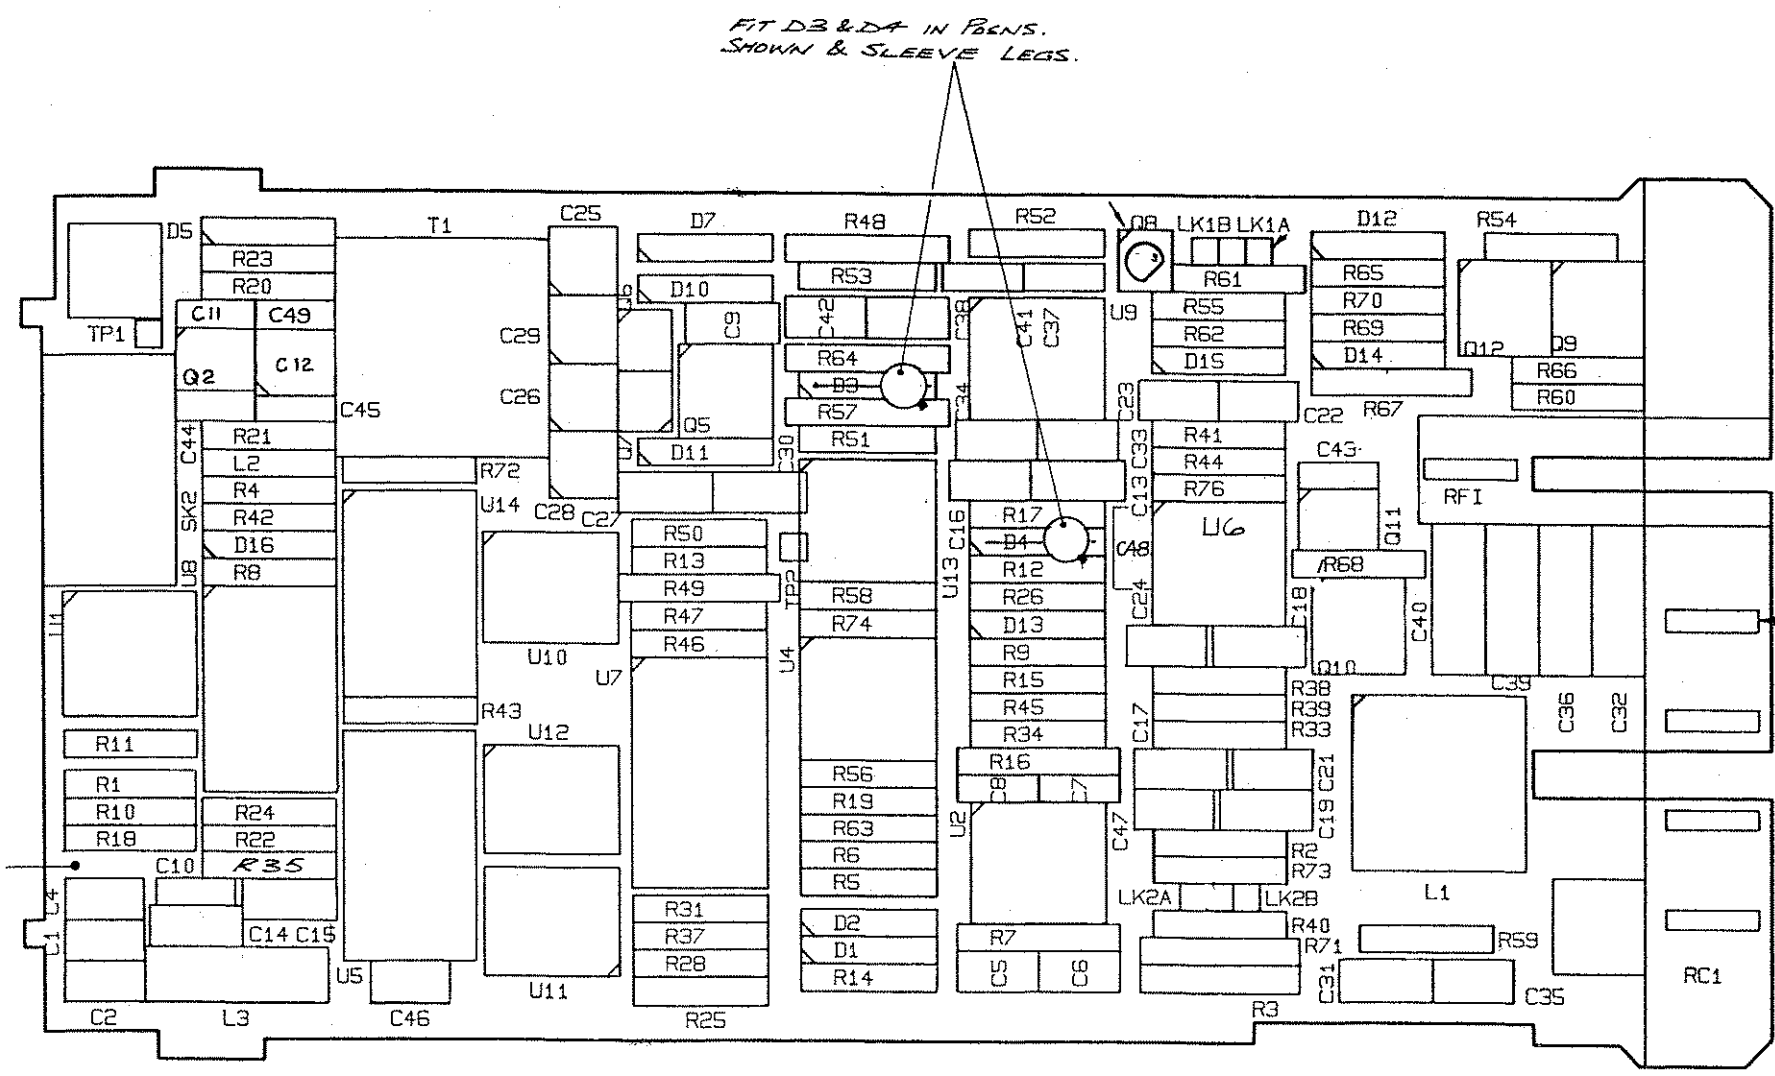 FIT D3 & D4 IN POSNS.
SHOWN & SLEEVE LEGS.
D5
R23
R20
C11
C49
TP1
Q2
C12
C45
C44
R21
L2
R4
SK2
R42
D16
U8
R8
U1
R11
R1
R10
R18
R24
R22
R35
C10
C4
C1
C14 C15
C2
L3
T1
R72
U14
R43
U5
C46
C25
C29
C26
C28
C27
U10
U12
U11
D7
D10
C9
Q6
Q5
Q7
D11
C30
R50
R13
R49
R47
R46
U7
TP2
U4
R31
R37
R28
R25
R48
R53
C42
C38
R64
D3
R57
C34
R51
R58
R74
R56
R19
R63
R6
R5
D2
D1
R14
R52
C41
C37
U9
C16
U13
R17
D4
R12
R26
D13
R9
R15
R45
R34
R16
C8
C7
U2
C47
R7
C5
C6
Q8
LK1B LK1A
R61
R55
R62
D15
C23
C22
C33
R41
R44
C13
R76
U6
C48
C24
C18
R38
R39
R33
C17
C21
C19
R2
R73
LK2A
LK2B
R40
R71
R3
D12
R65
R70
R69
D14
R67
C43
Q11
R68
C40
Q10
L1
R59
C31
C35
R54
Q12
Q9
R66
R60
RFI
C39
C36
C32
RC1